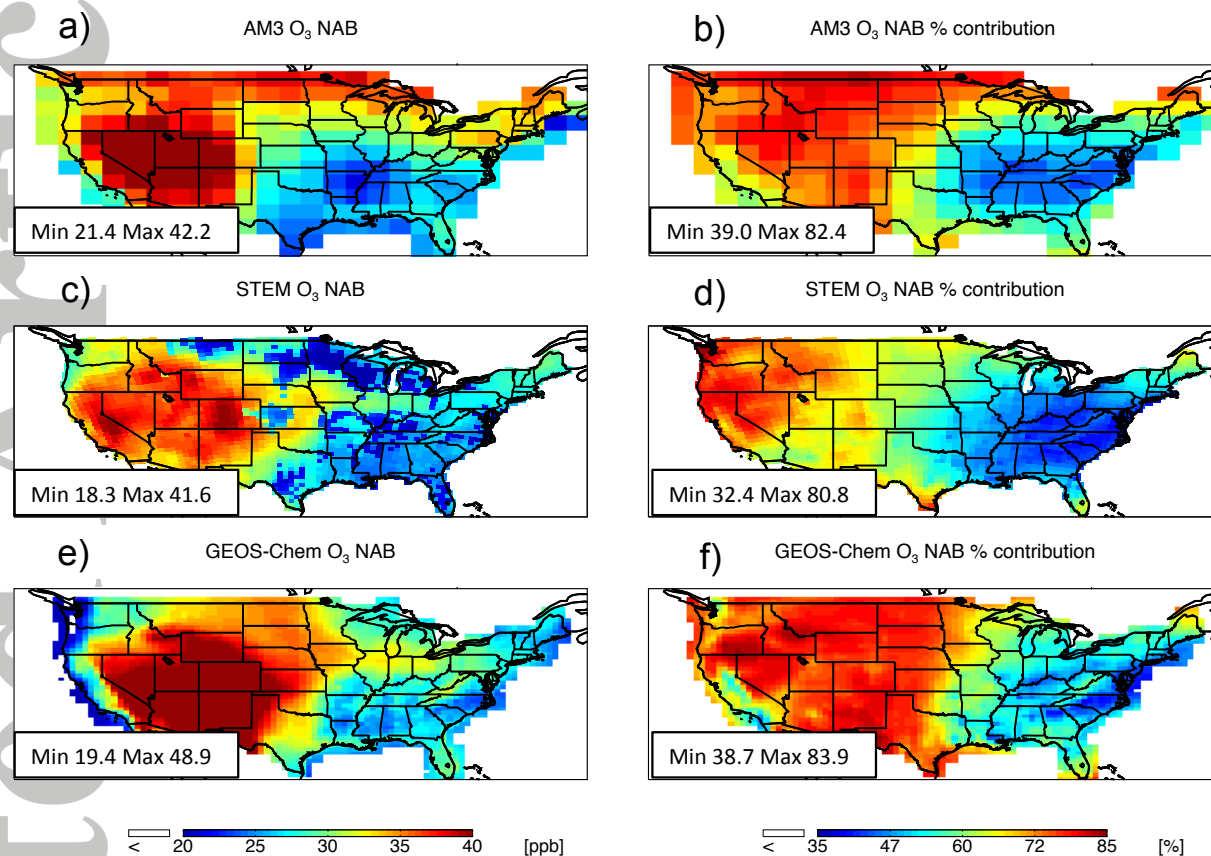 a) AM3 O₃ NAB
b) AM3 O₃ NAB % contribution
Min 21.4 Max 42.2
Min 39.0 Max 82.4
c) STEM O₃ NAB
d) STEM O₃ NAB % contribution
Min 18.3 Max 41.6
Min 32.4 Max 80.8
e) GEOS-Chem O₃ NAB
f) GEOS-Chem O₃ NAB % contribution
Min 19.4 Max 48.9
Min 38.7 Max 83.9
< 20 25 30 35 40 [ppb]
< 35 47 60 72 85 [%]